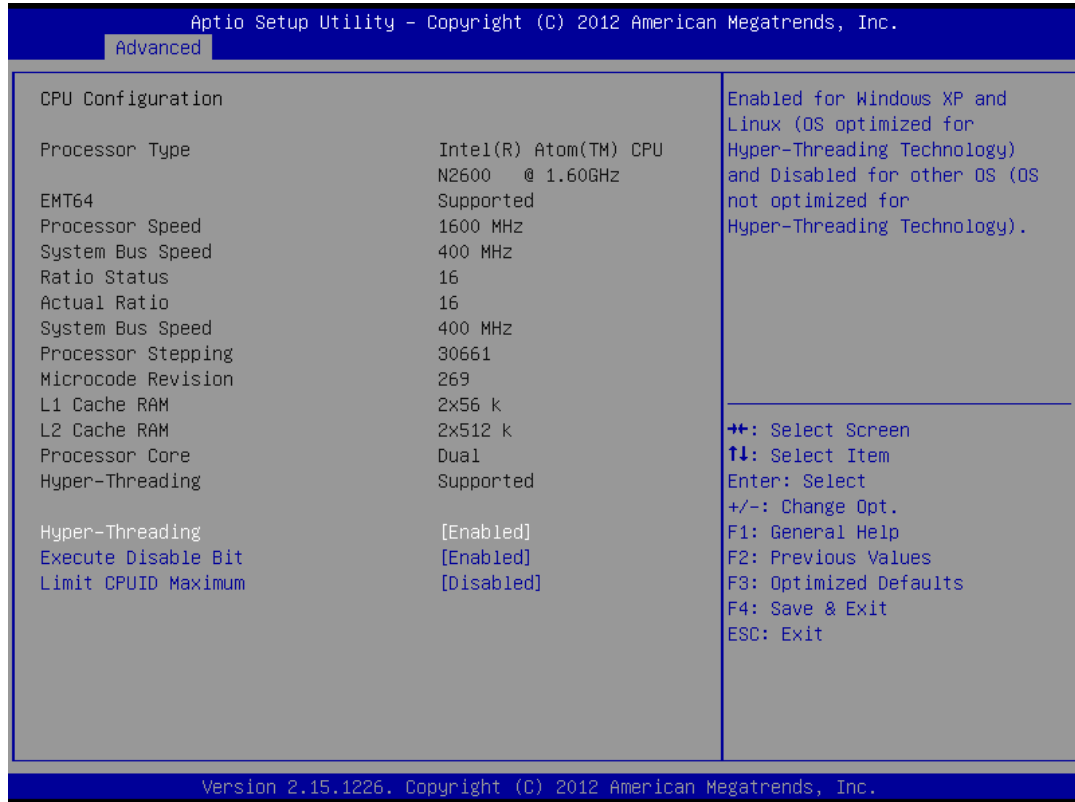 Aptio Setup Utility - Copyright (C) 2012 American Megatrends, Inc.
Advanced
CPU Configuration
Processor Type Intel(R) Atom(TM) CPU
N2600 @ 1.60GHz
EMT64 Supported
Processor Speed 1600 MHz
System Bus Speed 400 MHz
Ratio Status 16
Actual Ratio 16
System Bus Speed 400 MHz
Processor Stepping 30661
Microcode Revision 269
L1 Cache RAM 2x56 k
L2 Cache RAM 2x512 k
Processor Core Dual
Hyper-Threading Supported
Hyper-Threading [Enabled]
Execute Disable Bit [Enabled]
Limit CPUID Maximum [Disabled]
Enabled for Windows XP and
Linux (OS optimized for
Hyper-Threading Technology)
and Disabled for other OS (OS
not optimized for
Hyper-Threading Technology).
→←: Select Screen
↑↓: Select Item
Enter: Select
+/-: Change Opt.
F1: General Help
F2: Previous Values
F3: Optimized Defaults
F4: Save & Exit
ESC: Exit
Version 2.15.1226. Copyright (C) 2012 American Megatrends, Inc.